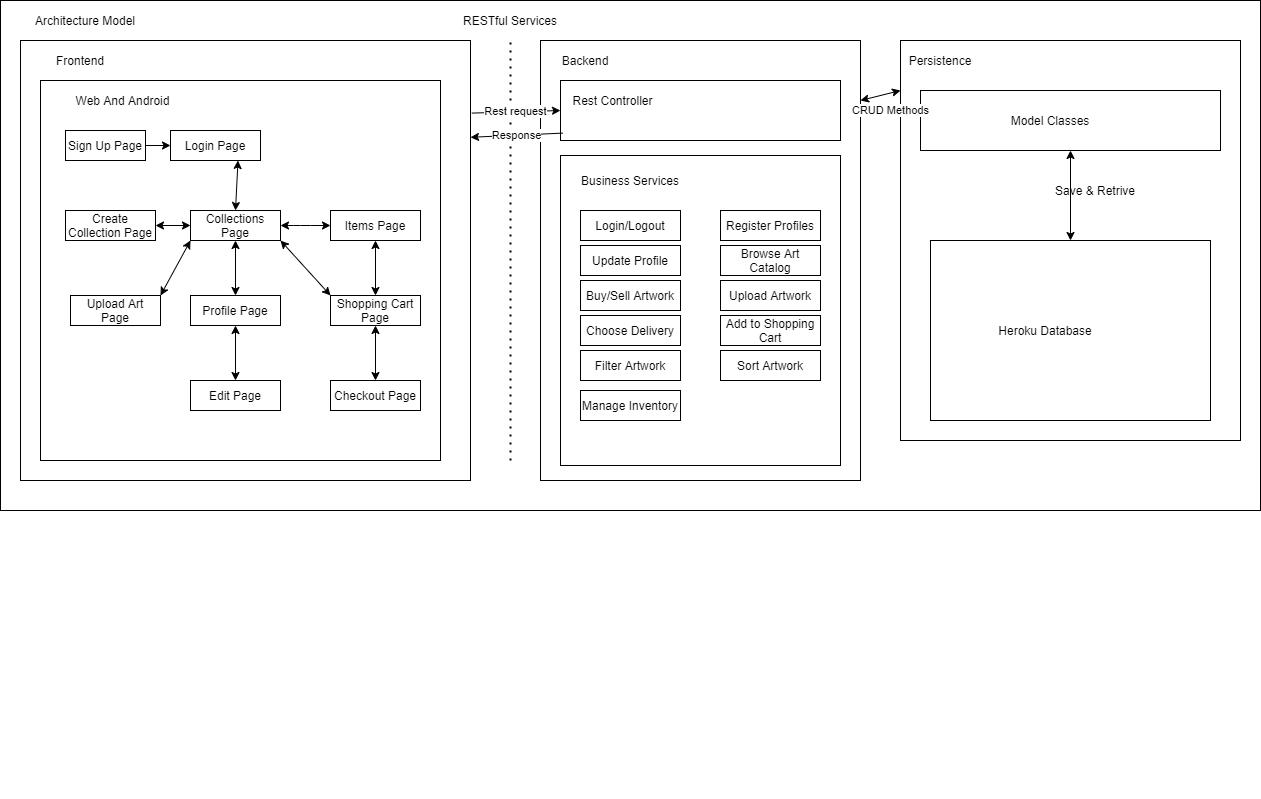 Architecture Model
RESTful Services
Frontend
Web And Android
Sign Up Page
Login Page
Create
Collection Page
Collections
Page
Items Page
Upload Art
Page
Profile Page
Shopping Cart
Page
Edit Page
Checkout Page
Rest request
Response
Backend
Rest Controller
Business Services
Login/Logout
Register Profiles
Update Profile
Browse Art
Catalog
Buy/Sell Artwork
Upload Artwork
Choose Delivery
Add to Shopping
Cart
Filter Artwork
Sort Artwork
Manage Inventory
CRUD Methods
Persistence
Model Classes
Save & Retrive
Heroku Database